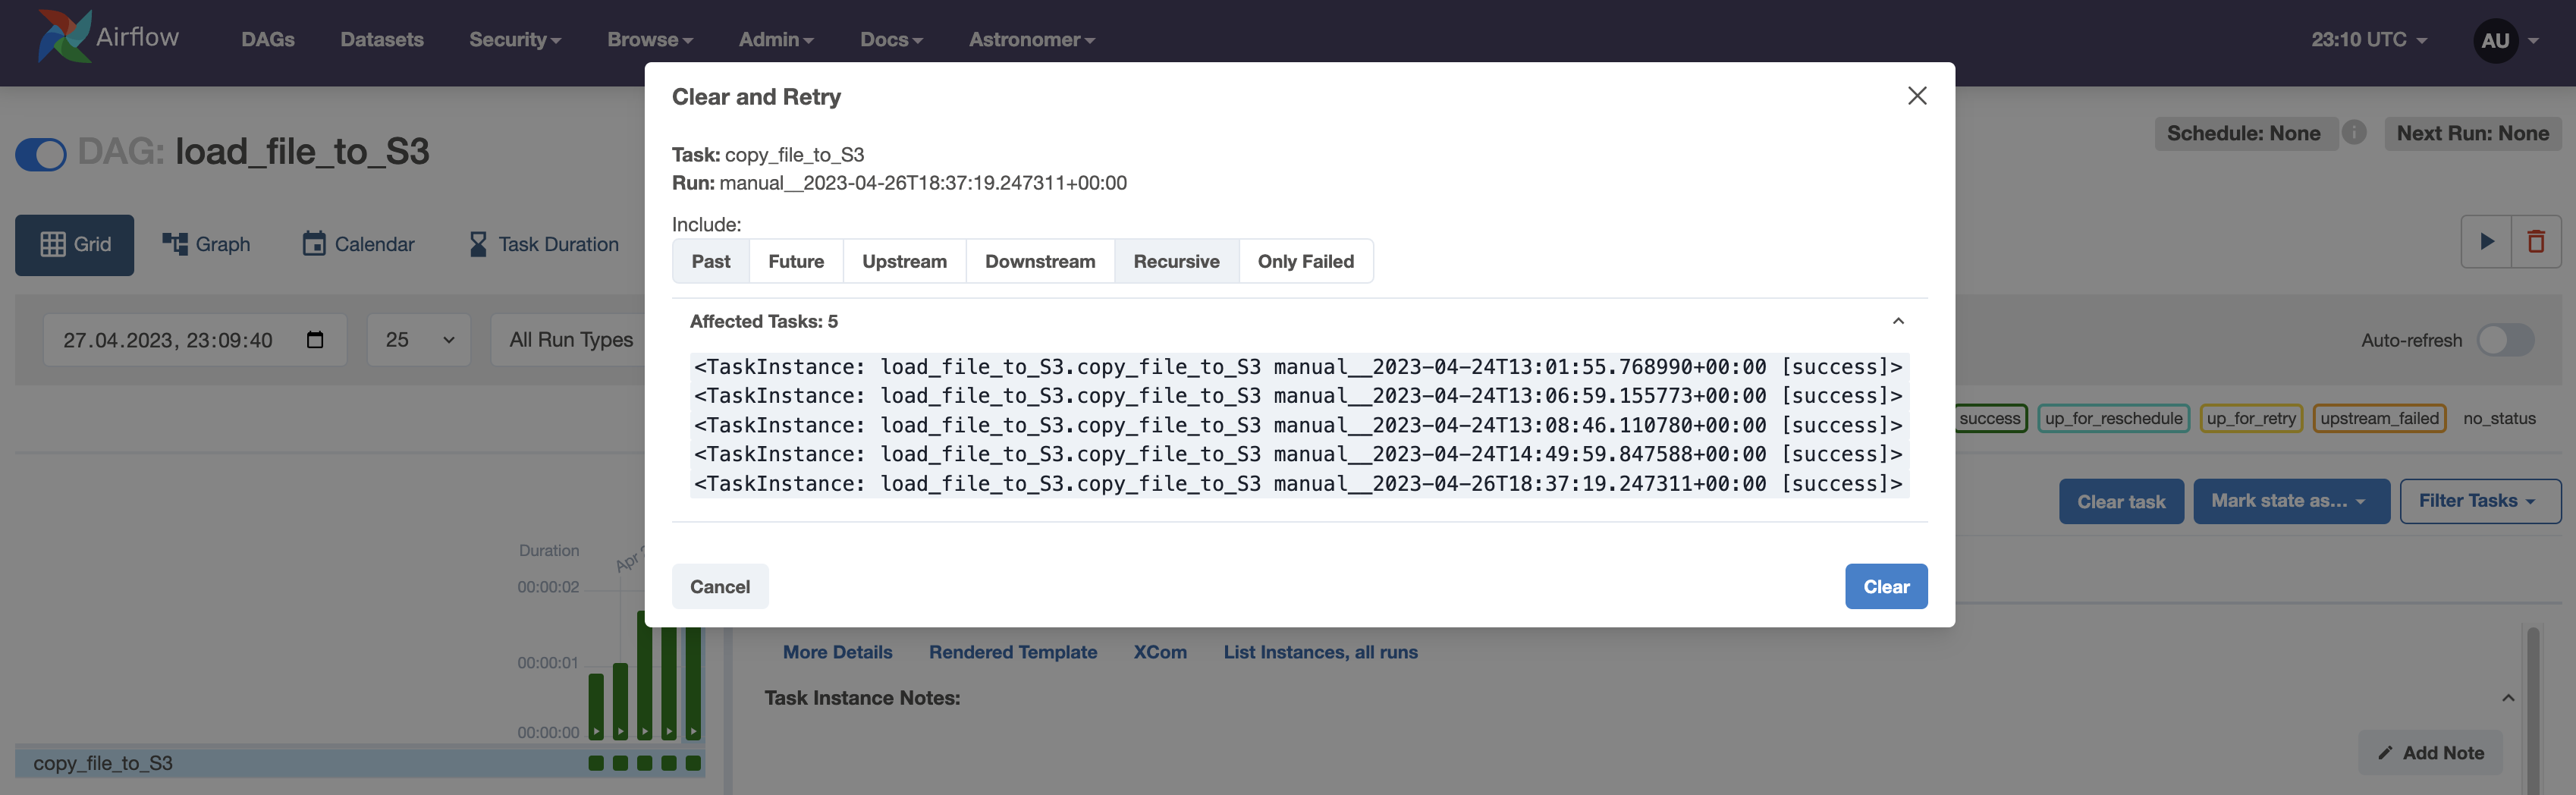 Airflow DAGs Datasets Security Browse Admin Docs Astronomer 23:10 UTC AU
DAG: load_file_to_S3
Schedule: None Next Run: None
Grid Graph Calendar Task Duration
27.04.2023, 23:09:40 25 All Run Types
Auto-refresh
success up_for_reschedule up_for_retry upstream_failed no_status
Clear task Mark state as... Filter Tasks
Clear and Retry
Task: copy_file_to_S3
Run: manual__2023-04-26T18:37:19.247311+00:00
Include:
Past Future Upstream Downstream Recursive Only Failed
Affected Tasks: 5
<TaskInstance: load_file_to_S3.copy_file_to_S3 manual__2023-04-24T13:01:55.768990+00:00 [success]>
<TaskInstance: load_file_to_S3.copy_file_to_S3 manual__2023-04-24T13:06:59.155773+00:00 [success]>
<TaskInstance: load_file_to_S3.copy_file_to_S3 manual__2023-04-24T13:08:46.110780+00:00 [success]>
<TaskInstance: load_file_to_S3.copy_file_to_S3 manual__2023-04-24T14:49:59.847588+00:00 [success]>
<TaskInstance: load_file_to_S3.copy_file_to_S3 manual__2023-04-26T18:37:19.247311+00:00 [success]>
Cancel Clear
Duration
Apr
00:00:02
00:00:01
00:00:00
copy_file_to_S3
More Details Rendered Template XCom List Instances, all runs
Task Instance Notes:
Add Note